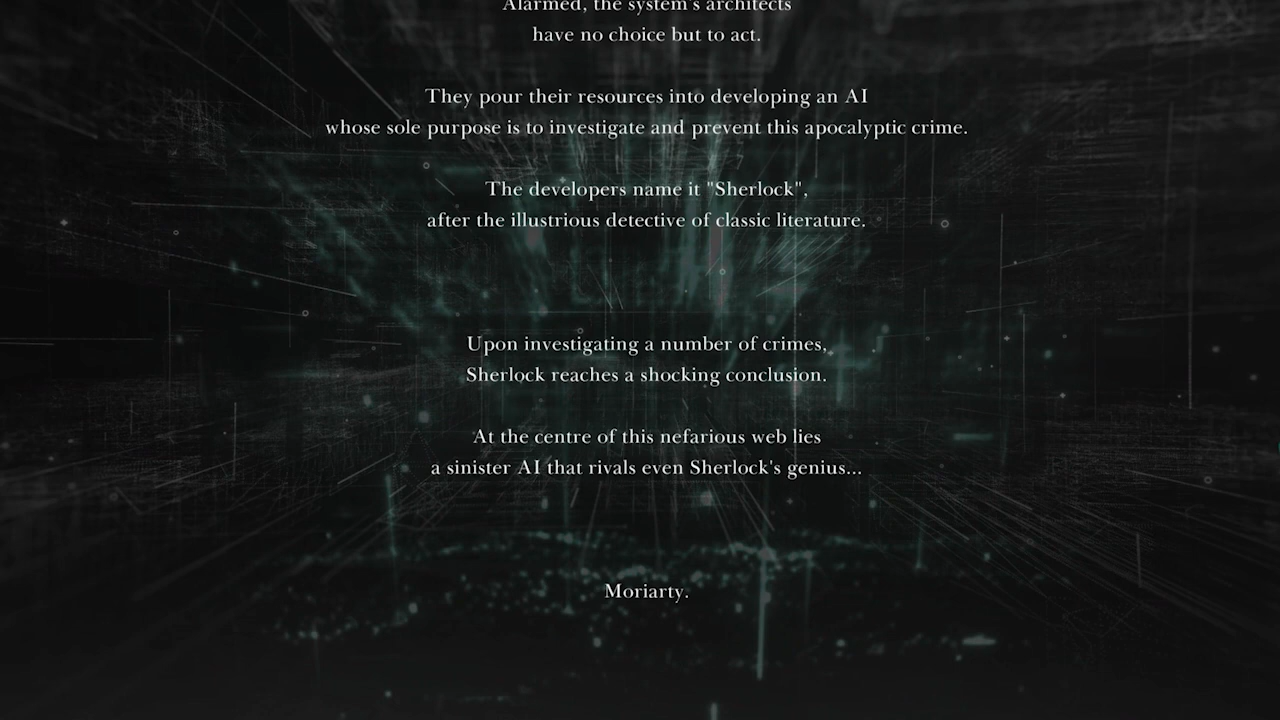 Alarmed, the system's architects
have no choice but to act.
They pour their resources into developing an AI
whose sole purpose is to investigate and prevent this apocalyptic crime.
The developers name it "Sherlock",
after the illustrious detective of classic literature.
Upon investigating a number of crimes,
Sherlock reaches a shocking conclusion.
At the centre of this nefarious web lies
a sinister AI that rivals even Sherlock's genius...
Moriarty.